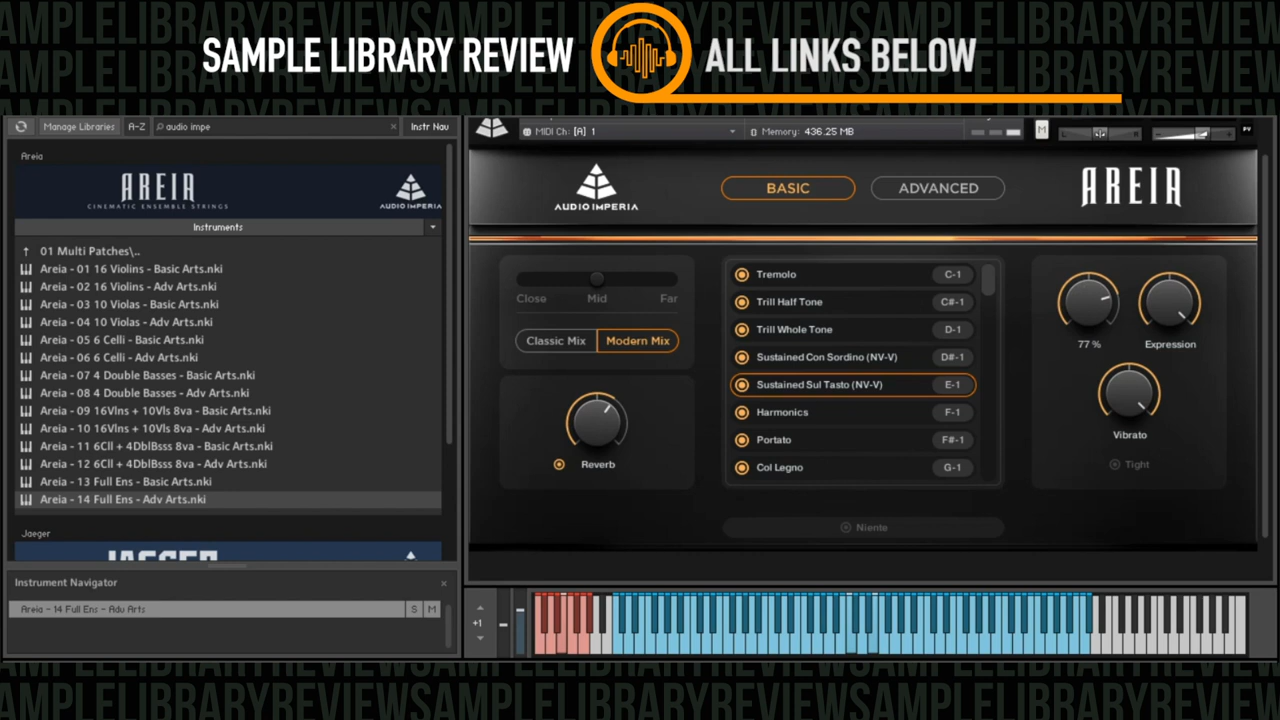 SAMPLE LIBRARY REVIEW
ALL LINKS BELOW
Manage Libraries
A-Z
audio impe
×
Instr Nau
Areia
AREIA
CINEMATIC ENSEMBLE STRINGS
AUDIO IMPERIA
Instruments
01 Multi Patches\..
Areia - 01 16 Violins - Basic Arts.nki
Areia - 02 16 Violins - Adv Arts.nki
Areia - 03 10 Violas - Basic Arts.nki
Areia - 04 10 Violas - Adv Arts.nki
Areia - 05 6 Celli - Basic Arts.nki
Areia - 06 6 Celli - Adv Arts.nki
Areia - 07 4 Double Basses - Basic Arts.nki
Areia - 08 4 Double Basses - Adv Arts.nki
Areia - 09 16Vlns + 10Vls 8va - Basic Arts.nki
Areia - 10 16Vlns + 10Vls 8va - Adv Arts.nki
Areia - 11 6Cll + 4DblBsss 8va - Basic Arts.nki
Areia - 12 6Cll + 4DblBsss 8va - Adv Arts.nki
Areia - 13 Full Ens - Basic Arts.nki
Areia - 14 Full Ens - Adv Arts.nki
Jaeger
JAEGER
Instrument Navigator
×
Areia - 14 Full Ens - Adv Arts
S
M
MIDI Ch: [A] 1
Memory: 436.25 MB
M
L
R
PV
AUDIO IMPERIA
BASIC
ADVANCED
AREIA
Close
Mid
Far
Classic Mix
Modern Mix
Reverb
Tremolo C-1
Trill Half Tone C#-1
Trill Whole Tone D-1
Sustained Con Sordino (NV-V) D#-1
Sustained Sul Tasto (NV-V) E-1
Harmonics F-1
Portato F#-1
Col Legno G-1
Niente
77 %
Expression
Vibrato
Tight
+1